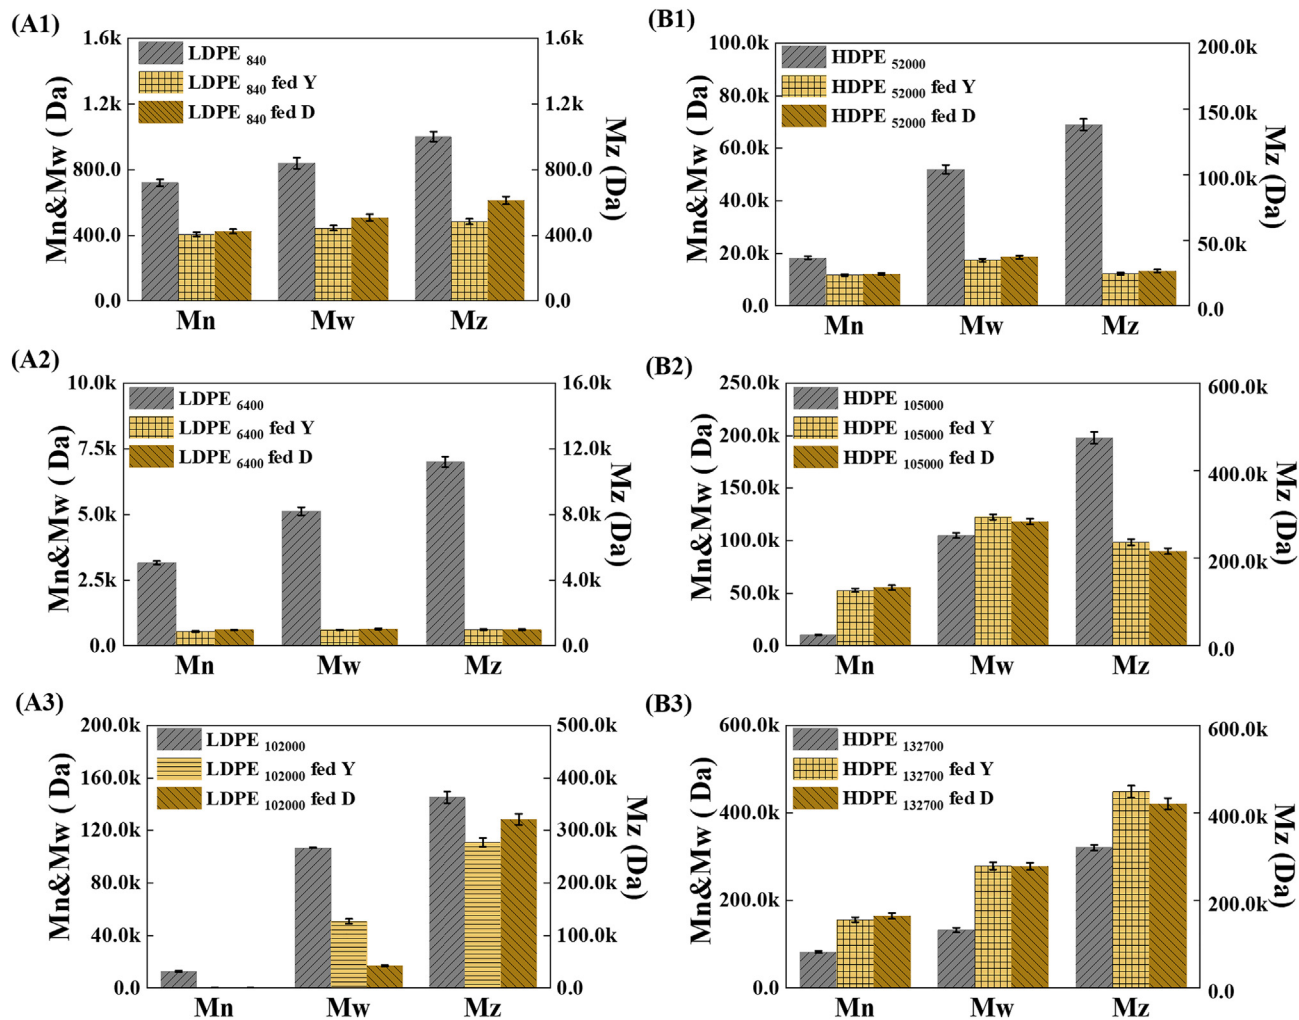 (A1)
1.6k
1.2k
800.0
400.0
0.0
Mn&Mw ( Da)
LDPE 840
LDPE 840 fed Y
LDPE 840 fed D
1.6k
1.2k
800.0
400.0
0.0
Mz (Da)
Mn Mw Mz
(B1)
100.0k
80.0k
60.0k
40.0k
20.0k
0.0
Mn&Mw ( Da)
HDPE 52000
HDPE 52000 fed Y
HDPE 52000 fed D
200.0k
150.0k
100.0k
50.0k
0.0
Mz (Da)
Mn Mw Mz
(A2)
10.0k
7.5k
5.0k
2.5k
0.0
Mn&Mw ( Da)
LDPE 6400
LDPE 6400 fed Y
LDPE 6400 fed D
16.0k
12.0k
8.0k
4.0k
0.0
Mz (Da)
Mn Mw Mz
(B2)
250.0k
200.0k
150.0k
100.0k
50.0k
0.0
Mn&Mw ( Da)
HDPE 105000
HDPE 105000 fed Y
HDPE 105000 fed D
600.0k
400.0k
200.0k
0.0
Mz (Da)
Mn Mw Mz
(A3)
200.0k
160.0k
120.0k
80.0k
40.0k
0.0
Mn&Mw ( Da)
LDPE 102000
LDPE 102000 fed Y
LDPE 102000 fed D
500.0k
400.0k
300.0k
200.0k
100.0k
0.0
Mz (Da)
Mn Mw Mz
(B3)
600.0k
400.0k
200.0k
0.0
Mn&Mw ( Da)
HDPE 132700
HDPE 132700 fed Y
HDPE 132700 fed D
600.0k
400.0k
200.0k
0.0
Mz (Da)
Mn Mw Mz